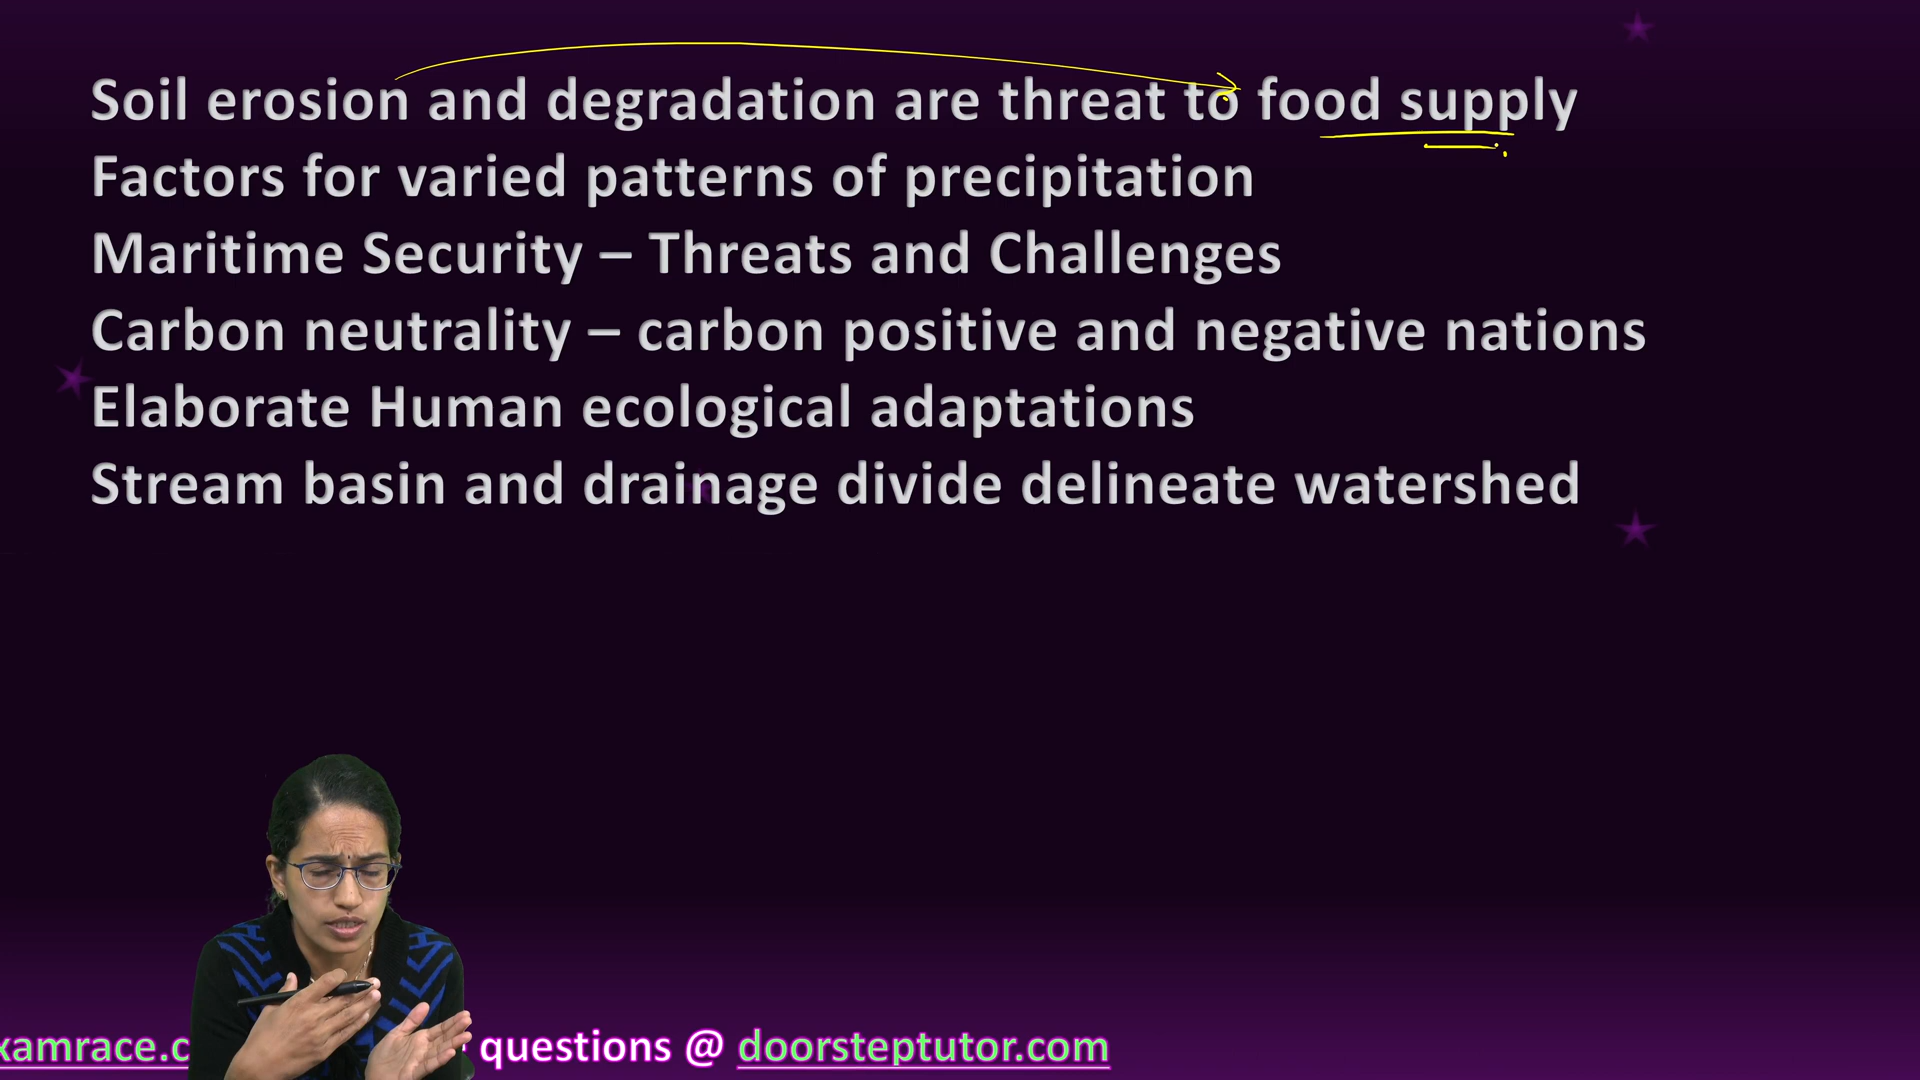 Soil erosion and degradation are threat to food supply
Factors for varied patterns of precipitation
Maritime Security – Threats and Challenges
Carbon neutrality – carbon positive and negative nations
Elaborate Human ecological adaptations
Stream basin and drainage divide delineate watershed
xamrace.c questions @ doorsteptutor.com